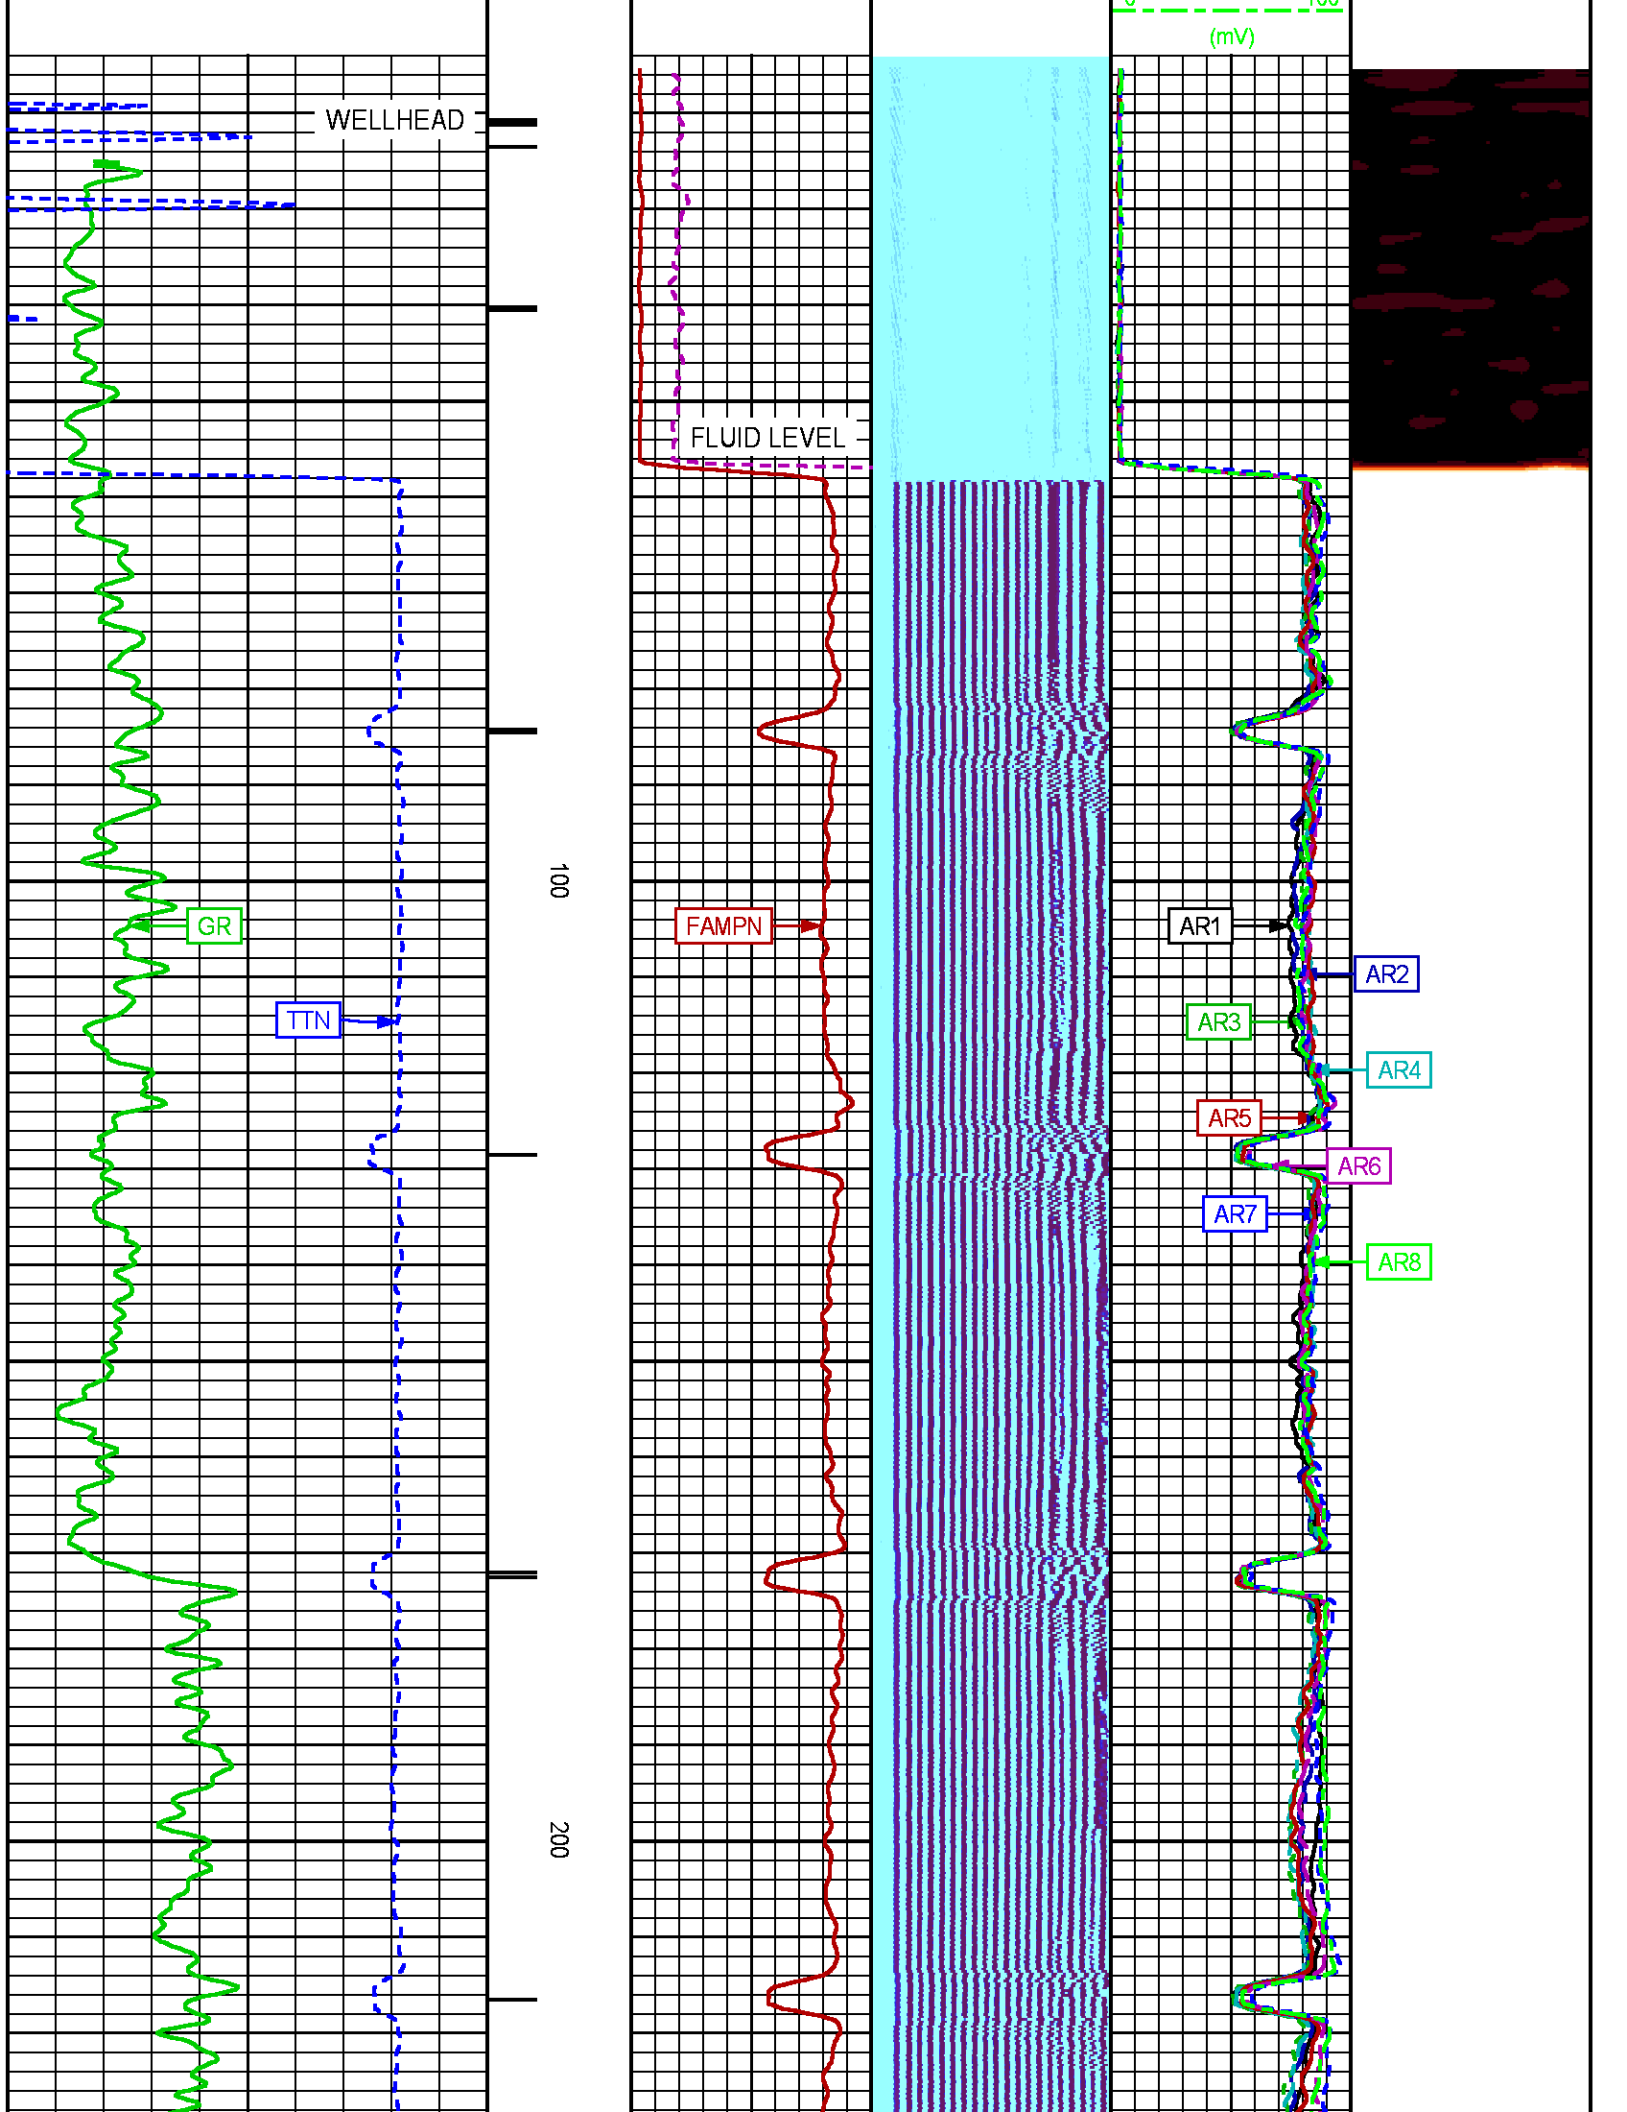 (mV)
WELLHEAD
FLUID LEVEL
100
GR
FAMPN
AR1
AR2
TTN
AR3
AR4
AR5
AR6
AR7
AR8
200